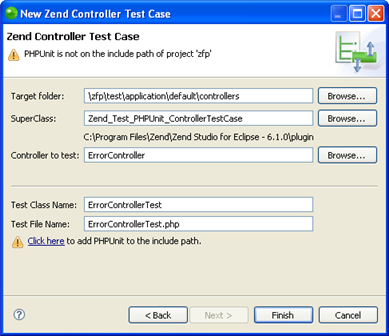 New Zend Controller Test Case
Zend Controller Test Case
PHPUnit is not on the include path of project 'zfp'
Target folder: \zfp\test\application\default\controllers Browse...
SuperClass: Zend_Test_PHPUnit_ControllerTestCase Browse...
C:\Program Files\Zend\Zend Studio for Eclipse - 6.1.0\plugin
Controller to test: ErrorController Browse...
Test Class Name: ErrorControllerTest
Test File Name: ErrorControllerTest.php
Click here to add PHPUnit to the include path.
? < Back Next > Finish Cancel